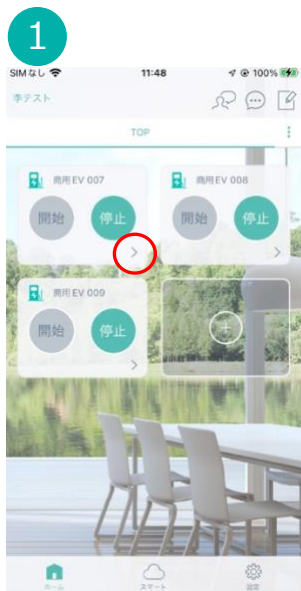 1
SIMなし 11:48 100%
李テスト
TOP
商用EV 007
開始 停止
商用EV 008
開始 停止
商用EV 009
開始 停止
ホーム スマート 設定